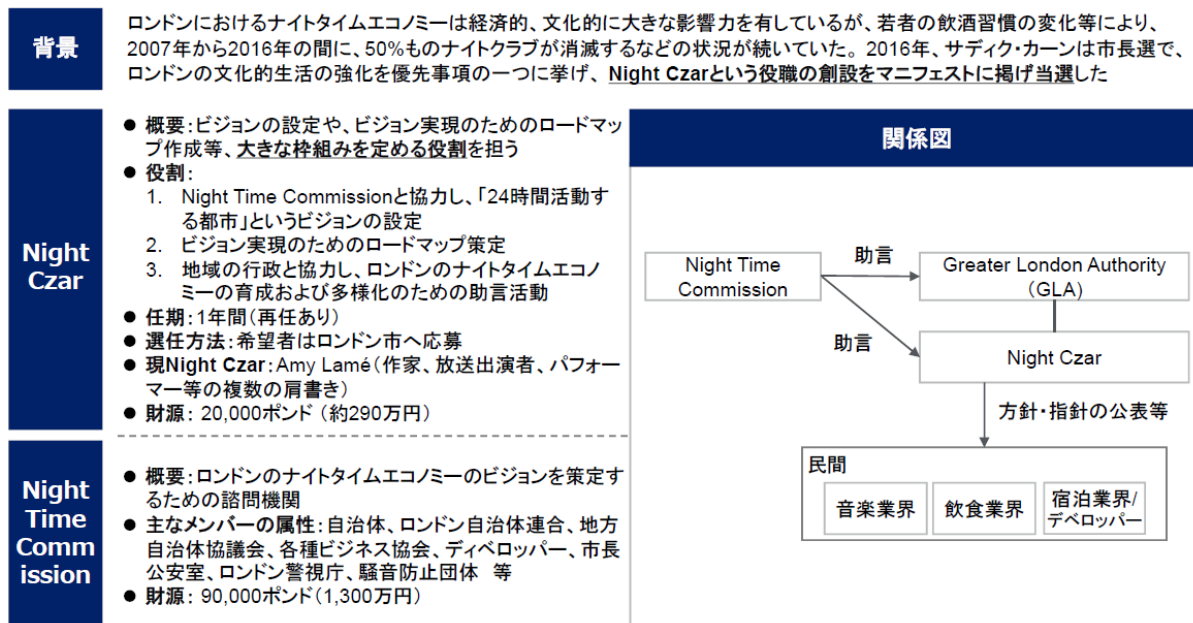 背景
ロンドンにおけるナイトタイムエコノミーは経済的、文化的に大きな影響力を有しているが、若者の飲酒習慣の変化等により、
2007年から2016年の間に、50%ものナイトクラブが消滅するなどの状況が続いていた。2016年、サディク・カーンは市長選で、
ロンドンの文化的生活の強化を優先事項の一つに挙げ、Night Czarという役職の創設をマニフェストに掲げ当選した
Night
Czar
● 概要：ビジョンの設定や、ビジョン実現のためのロードマッ
プ作成等、大きな枠組みを定める役割を担う
● 役割：
1. Night Time Commissionと協力し、「24時間活動す
る都市」というビジョンの設定
2. ビジョン実現のためのロードマップ策定
3. 地域の行政と協力し、ロンドンのナイトタイムエコノ
ミーの育成および多様化のための助言活動
● 任期：1年間（再任あり）
● 選任方法：希望者はロンドン市へ応募
● 現Night Czar：Amy Lamé（作家、放送出演者、パフォー
マー等の複数の肩書き）
● 財源： 20,000ポンド （約290万円）
Night
Time
Comm
ission
● 概要：ロンドンのナイトタイムエコノミーのビジョンを策定す
るための諮問機関
● 主なメンバーの属性：自治体、ロンドン自治体連合、地方
自治体協議会、各種ビジネス協会、ディベロッパー、市長
公安室、ロンドン警視庁、騒音防止団体 等
● 財源： 90,000ポンド（1,300万円）
関係図
Night Time
Commission
助言
Greater London Authority
（GLA）
助言
Night Czar
方針・指針の公表等
民間
音楽業界
飲食業界
宿泊業界/
デベロッパー